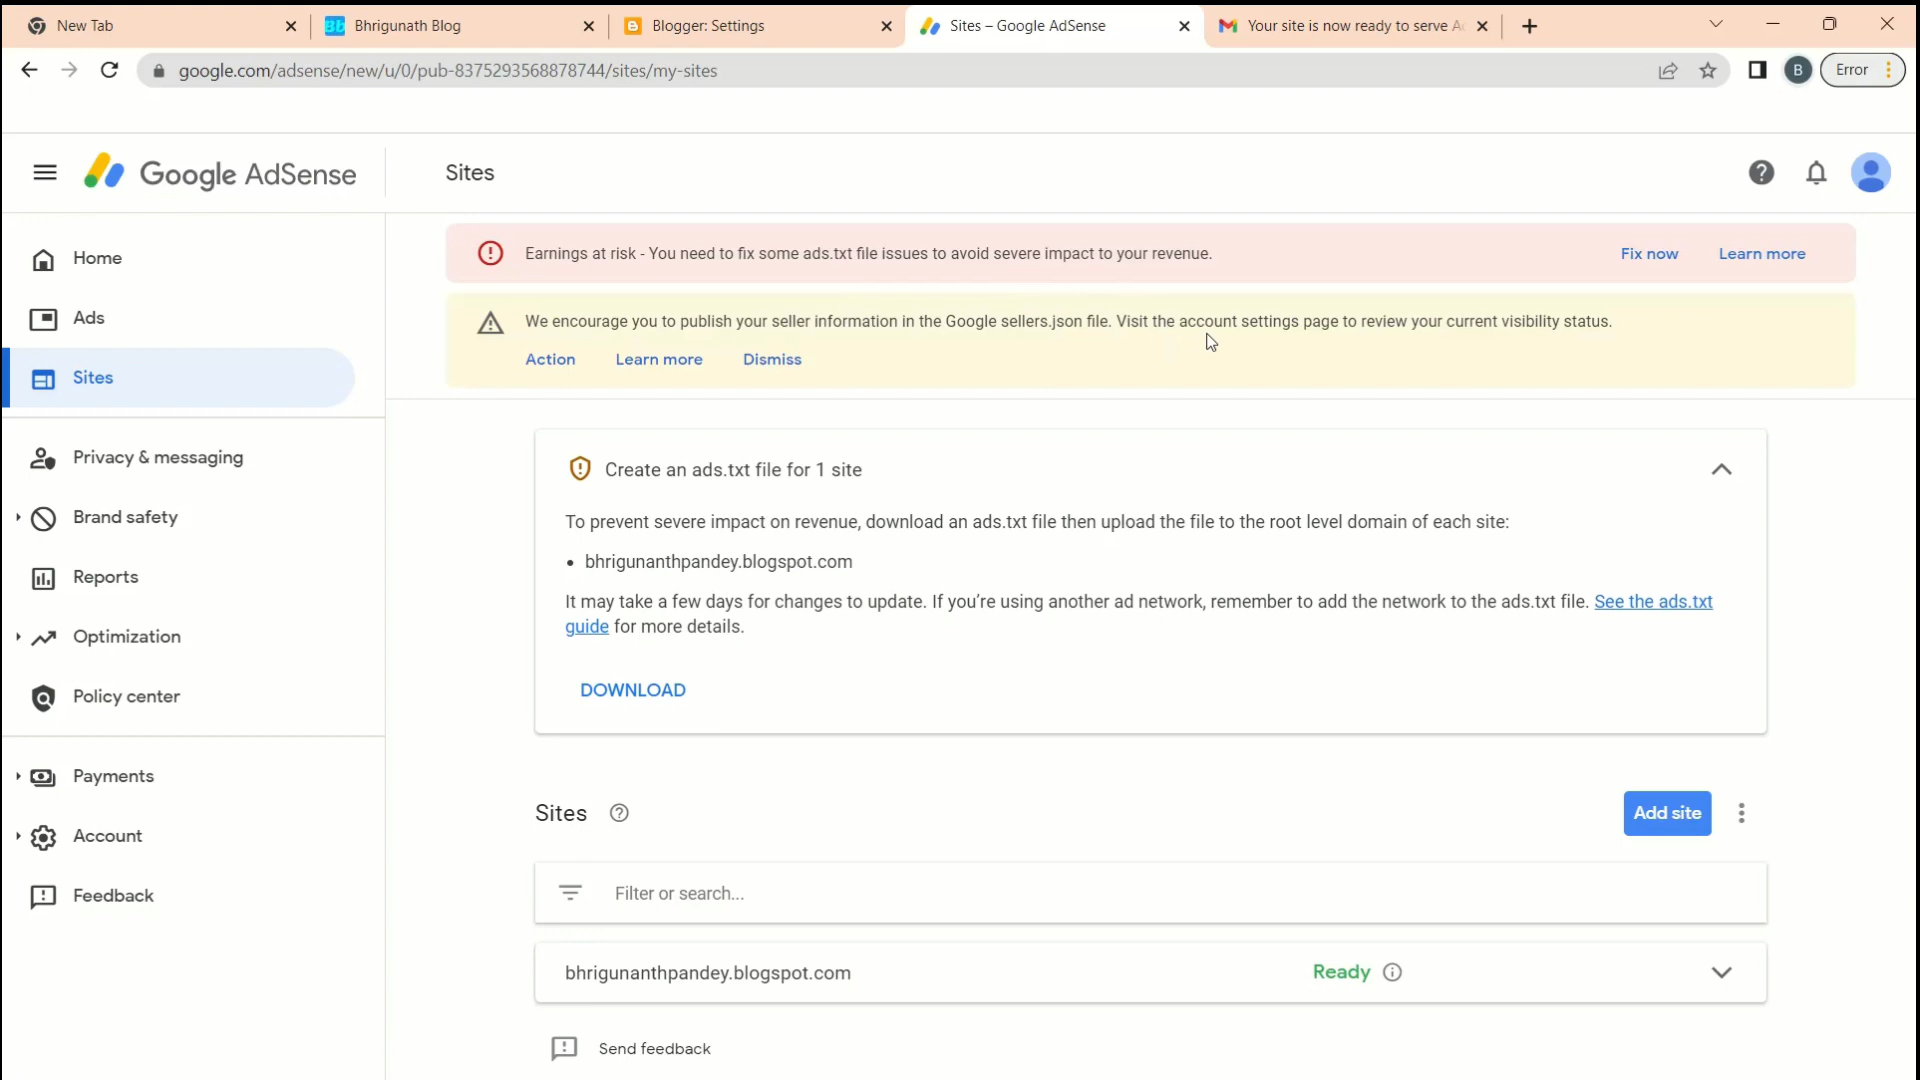 New Tab
Bhrigunath Blog
Blogger: Settings
Sites – Google AdSense
Your site is now ready to serve Ad
google.com/adsense/new/u/0/pub-8375293568878744/sites/my-sites
B
Error
Google AdSense
Sites
Home
Ads
Sites
Privacy & messaging
Brand safety
Reports
Optimization
Policy center
Payments
Account
Feedback
Earnings at risk - You need to fix some ads.txt file issues to avoid severe impact to your revenue.
Fix now
Learn more
We encourage you to publish your seller information in the Google sellers.json file. Visit the account settings page to review your current visibility status.
Action
Learn more
Dismiss
Create an ads.txt file for 1 site
To prevent severe impact on revenue, download an ads.txt file then upload the file to the root level domain of each site:
• bhrigunanthpandey.blogspot.com
It may take a few days for changes to update. If you’re using another ad network, remember to add the network to the ads.txt file. See the ads.txt
guide for more details.
DOWNLOAD
Sites
Add site
Filter or search...
bhrigunanthpandey.blogspot.com
Ready
Send feedback